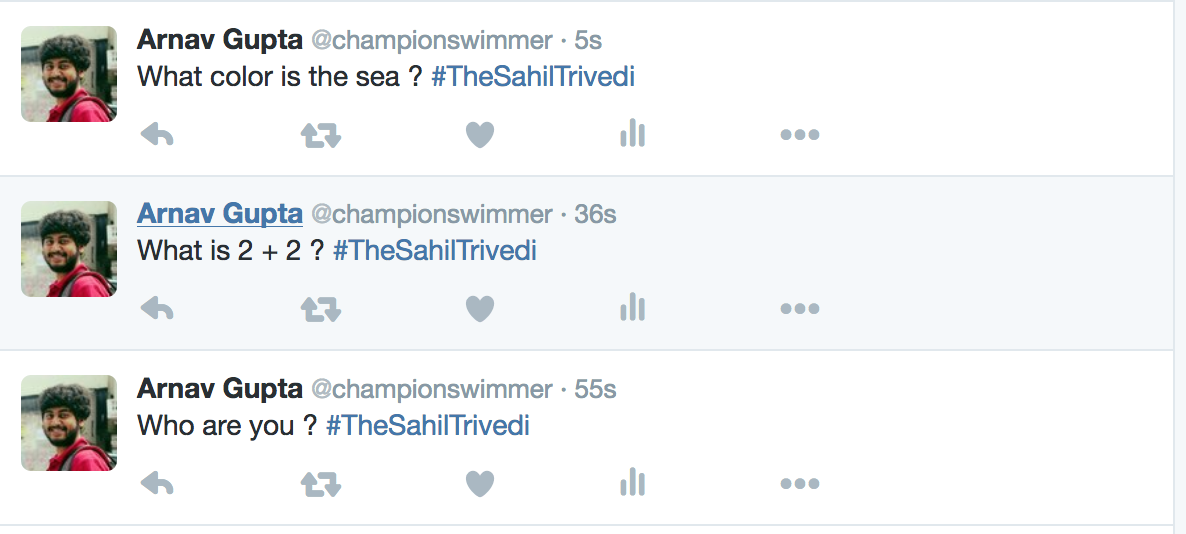 Arnav Gupta @championswimmer · 5s
What color is the sea ? #TheSahilTrivedi
Arnav Gupta @championswimmer · 36s
What is 2 + 2 ? #TheSahilTrivedi
Arnav Gupta @championswimmer · 55s
Who are you ? #TheSahilTrivedi